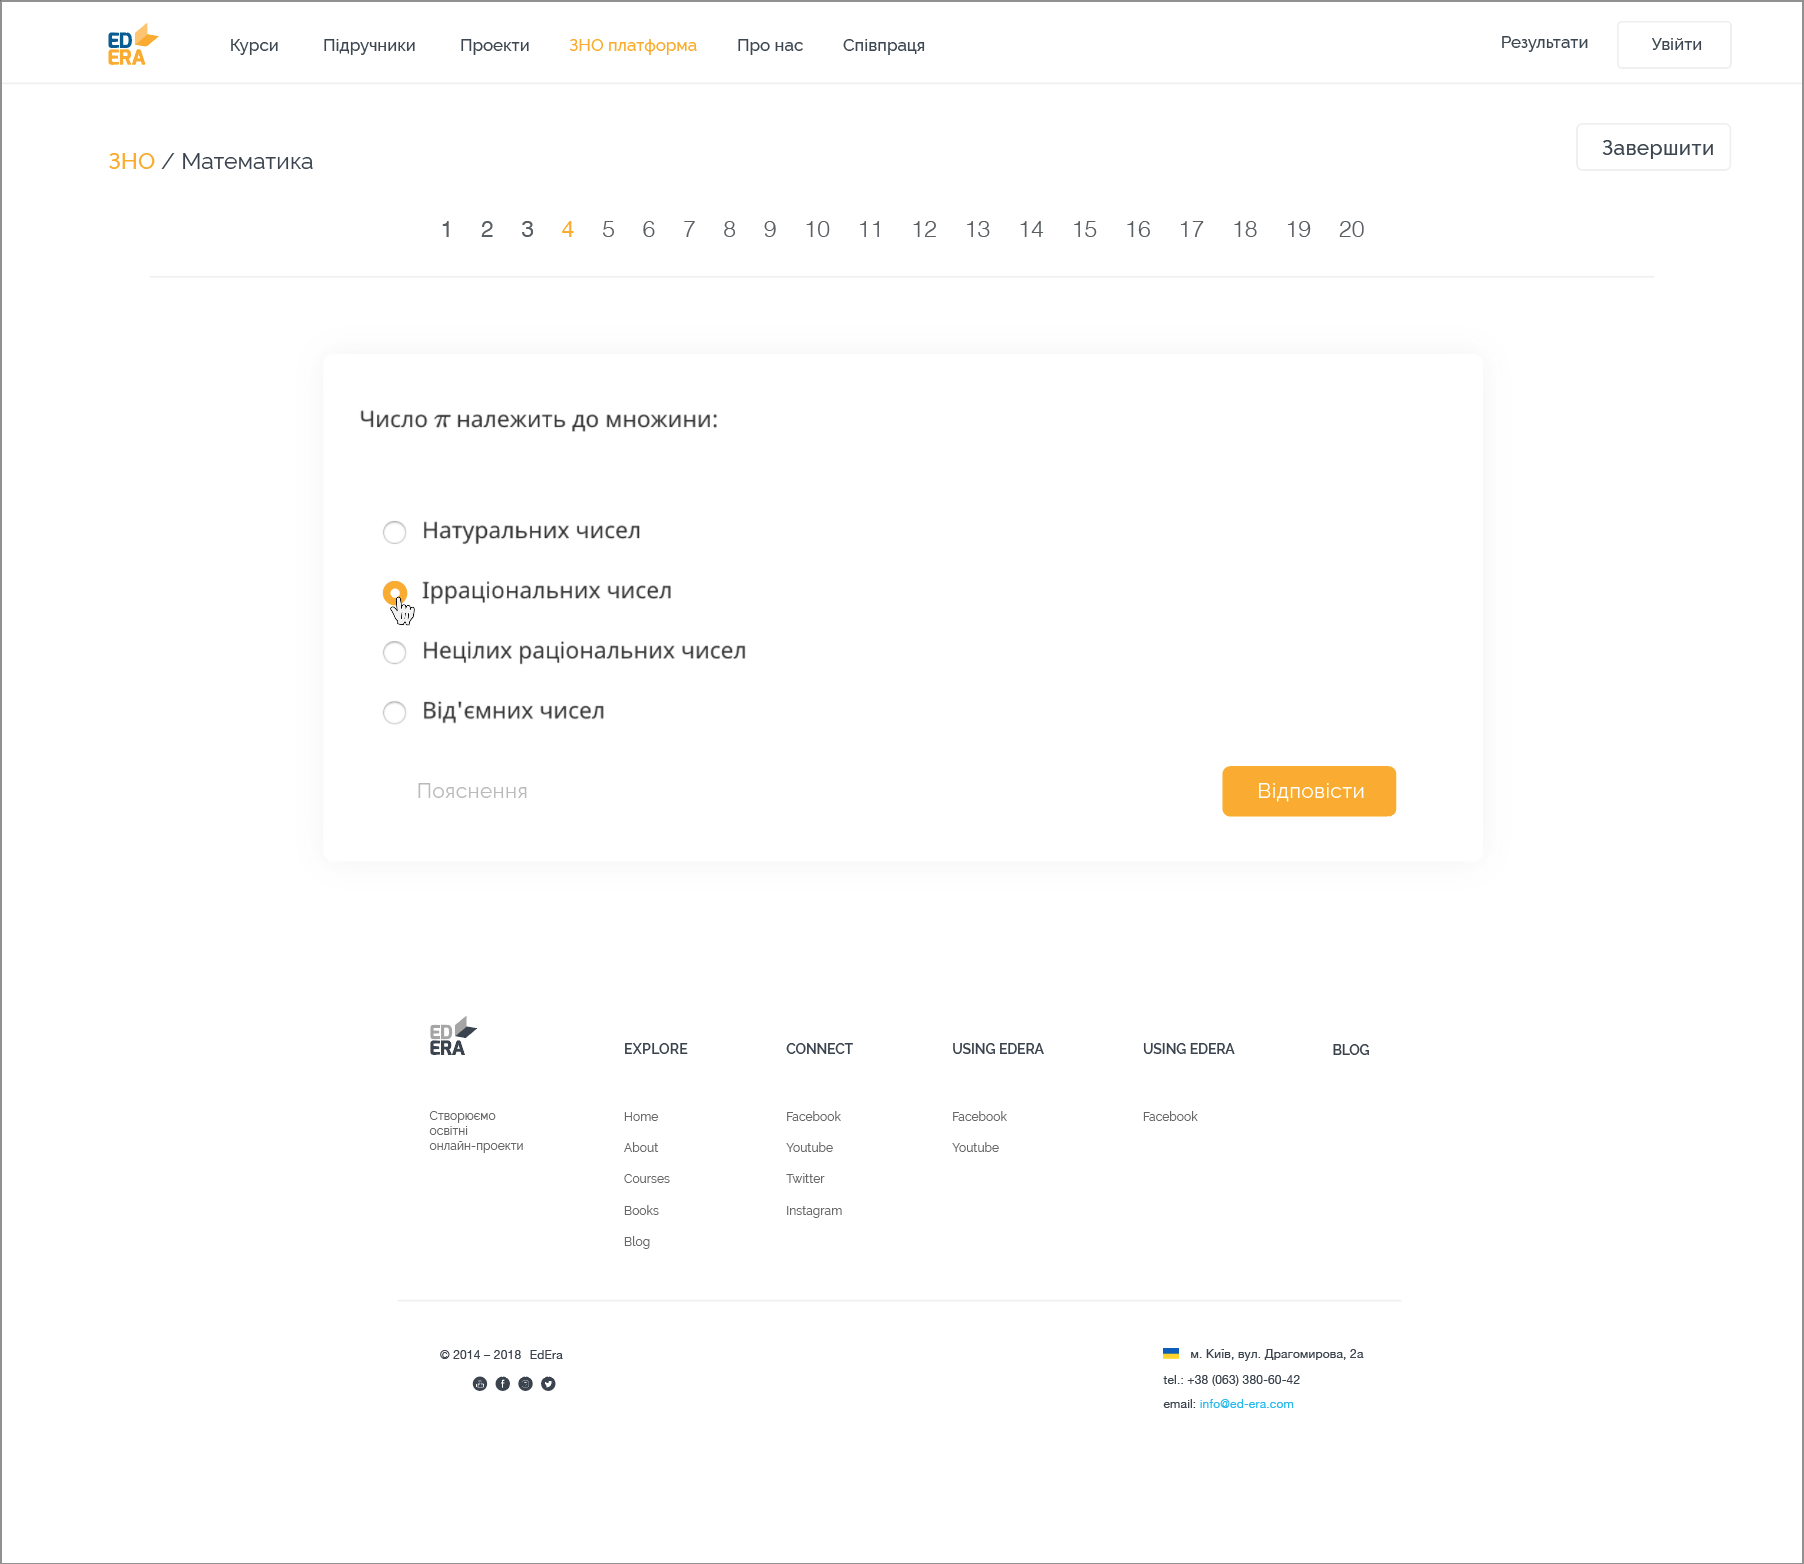 ED
ERA
Курси Підручники Проекти ЗНО платформа Про нас Співпраця Результати Увійти
ЗНО / Математика Завершити
1 2 3 4 5 6 7 8 9 10 11 12 13 14 15 16 17 18 19 20
Число π належить до множини:
Натуральних чисел
Ірраціональних чисел
Нецілих раціональних чисел
Від'ємних чисел
Пояснення Відповісти
ED
ERA
EXPLORE CONNECT USING EDERA USING EDERA BLOG
Створюємо
освітні
онлайн-проекти
Home Facebook Facebook Facebook
About Youtube Youtube
Courses Twitter
Books Instagram
Blog
© 2014 – 2018 EdEra
м. Київ, вул. Драгомирова, 2а
tel.: +38 (063) 380-60-42
email: info@ed-era.com